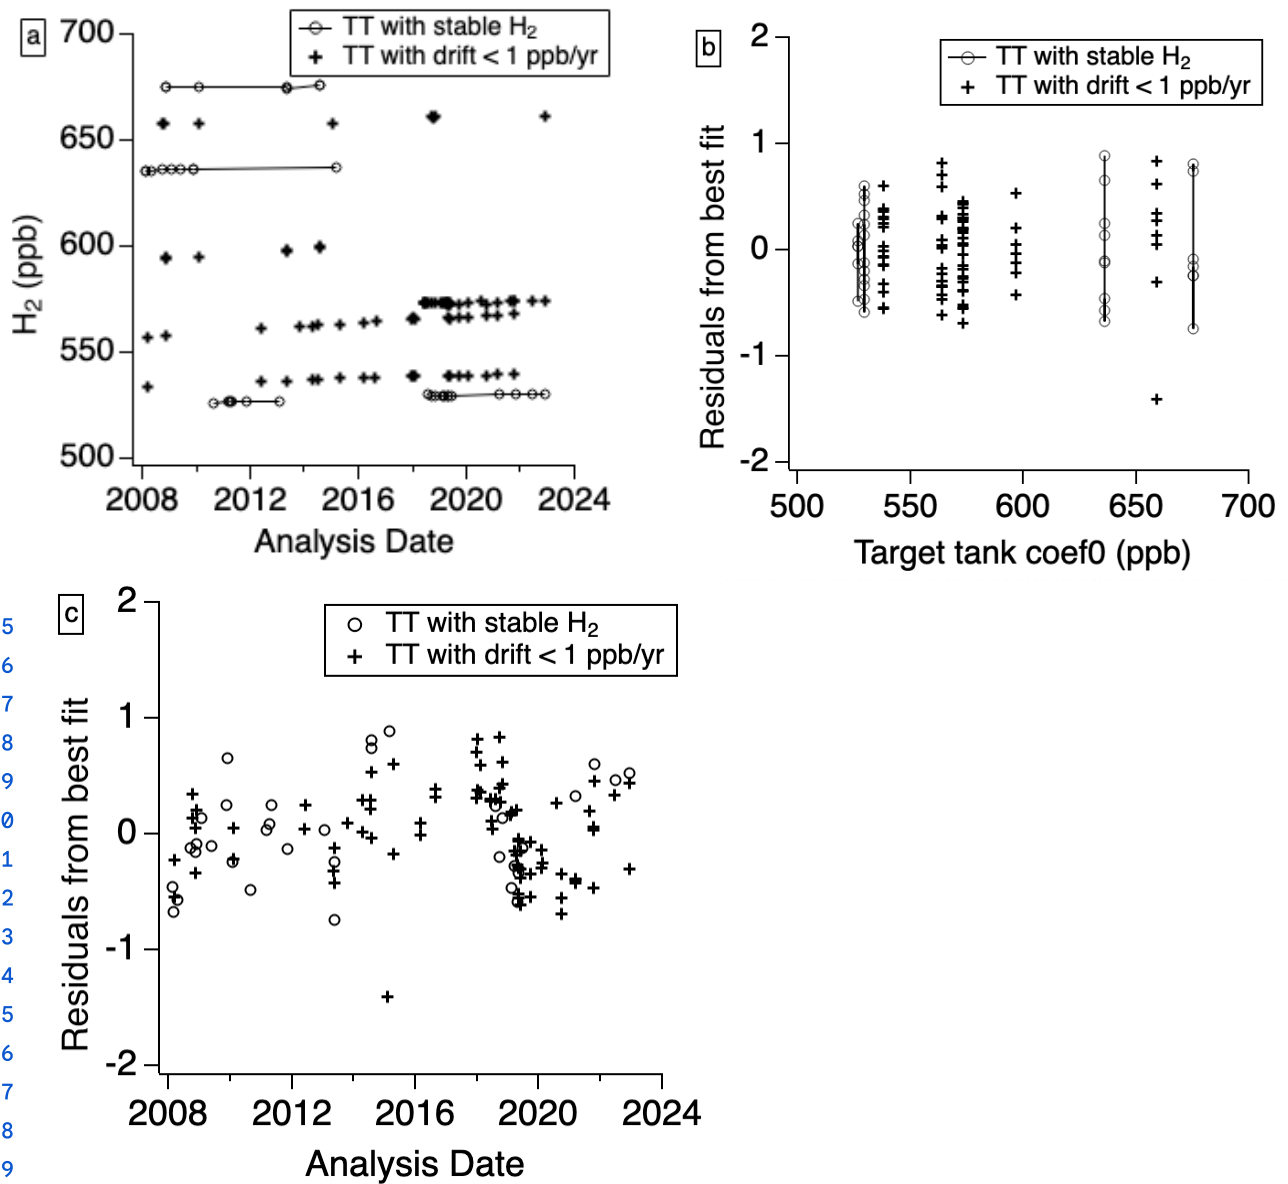 a
700
650
600
550
500
H₂ (ppb)
TT with stable H₂
TT with drift < 1 ppb/yr
2008 2012 2016 2020 2024
Analysis Date
b
2
1
0
-1
-2
Residuals from best fit
TT with stable H₂
TT with drift < 1 ppb/yr
500 550 600 650 700
Target tank coef0 (ppb)
5
6
7
8
9
0
1
2
3
4
5
6
7
8
9
c
2
1
0
-1
-2
Residuals from best fit
TT with stable H₂
TT with drift < 1 ppb/yr
2008 2012 2016 2020 2024
Analysis Date